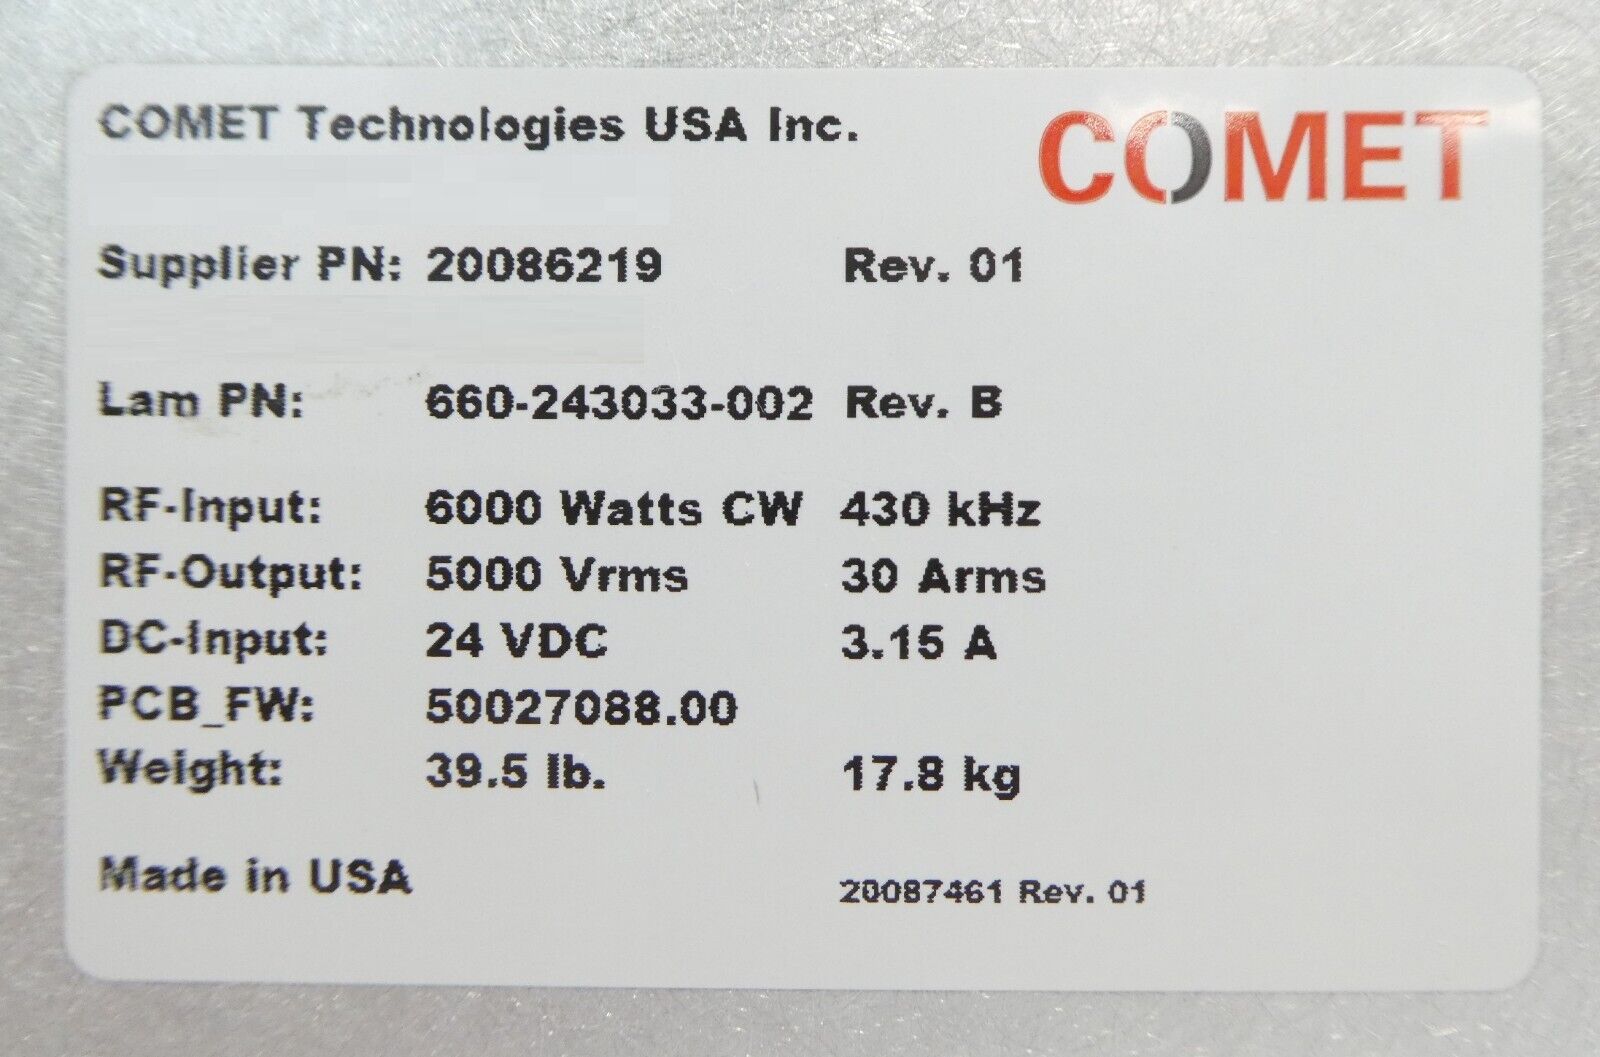 COMET Technologies USA Inc. COMET
Supplier PN: 20086219 Rev. 01
Lam PN: 660-243033-002 Rev. B
RF-Input: 6000 Watts CW 430 kHz
RF-Output: 5000 Vrms 30 Arms
DC-Input: 24 VDC 3.15 A
PCB_FW: 50027088.00
Weight: 39.5 lb. 17.8 kg
Made in USA 20087461 Rev. 01